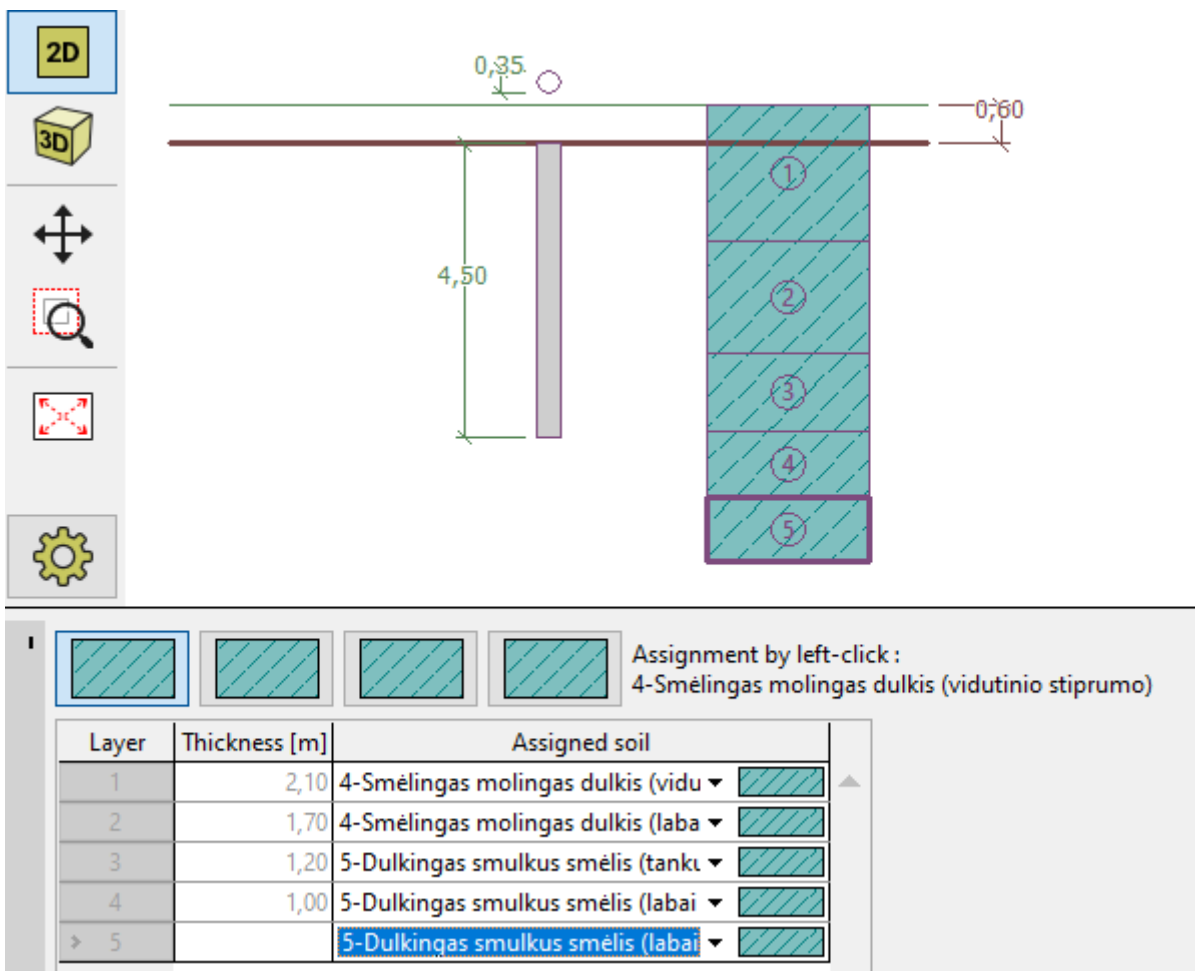 2D
3D
0,35
0,60
4,50
1
2
3
4
5
Assignment by left-click :
4-Smėlingas molingas dulkis (vidutinio stiprumo)
Layer Thickness [m] Assigned soil
1 2,10 4-Smėlingas molingas dulkis (vidu
2 1,70 4-Smėlingas molingas dulkis (laba
3 1,20 5-Dulkingas smulkus smėlis (tanku
4 1,00 5-Dulkingas smulkus smėlis (labai
> 5 5-Dulkingas smulkus smėlis (labai